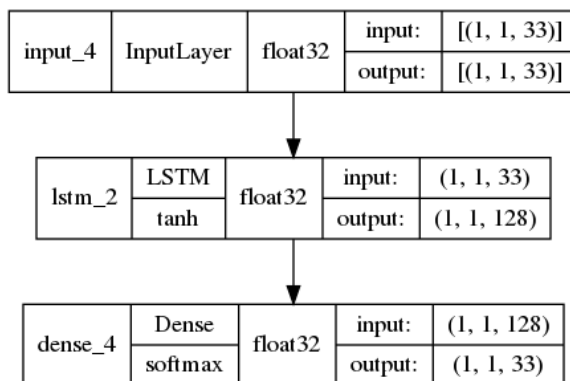 input_4 InputLayer float32 input: [(1, 1, 33)]
output: [(1, 1, 33)]
lstm_2 LSTM float32 input: (1, 1, 33)
tanh output: (1, 1, 128)
dense_4 Dense float32 input: (1, 1, 128)
softmax output: (1, 1, 33)